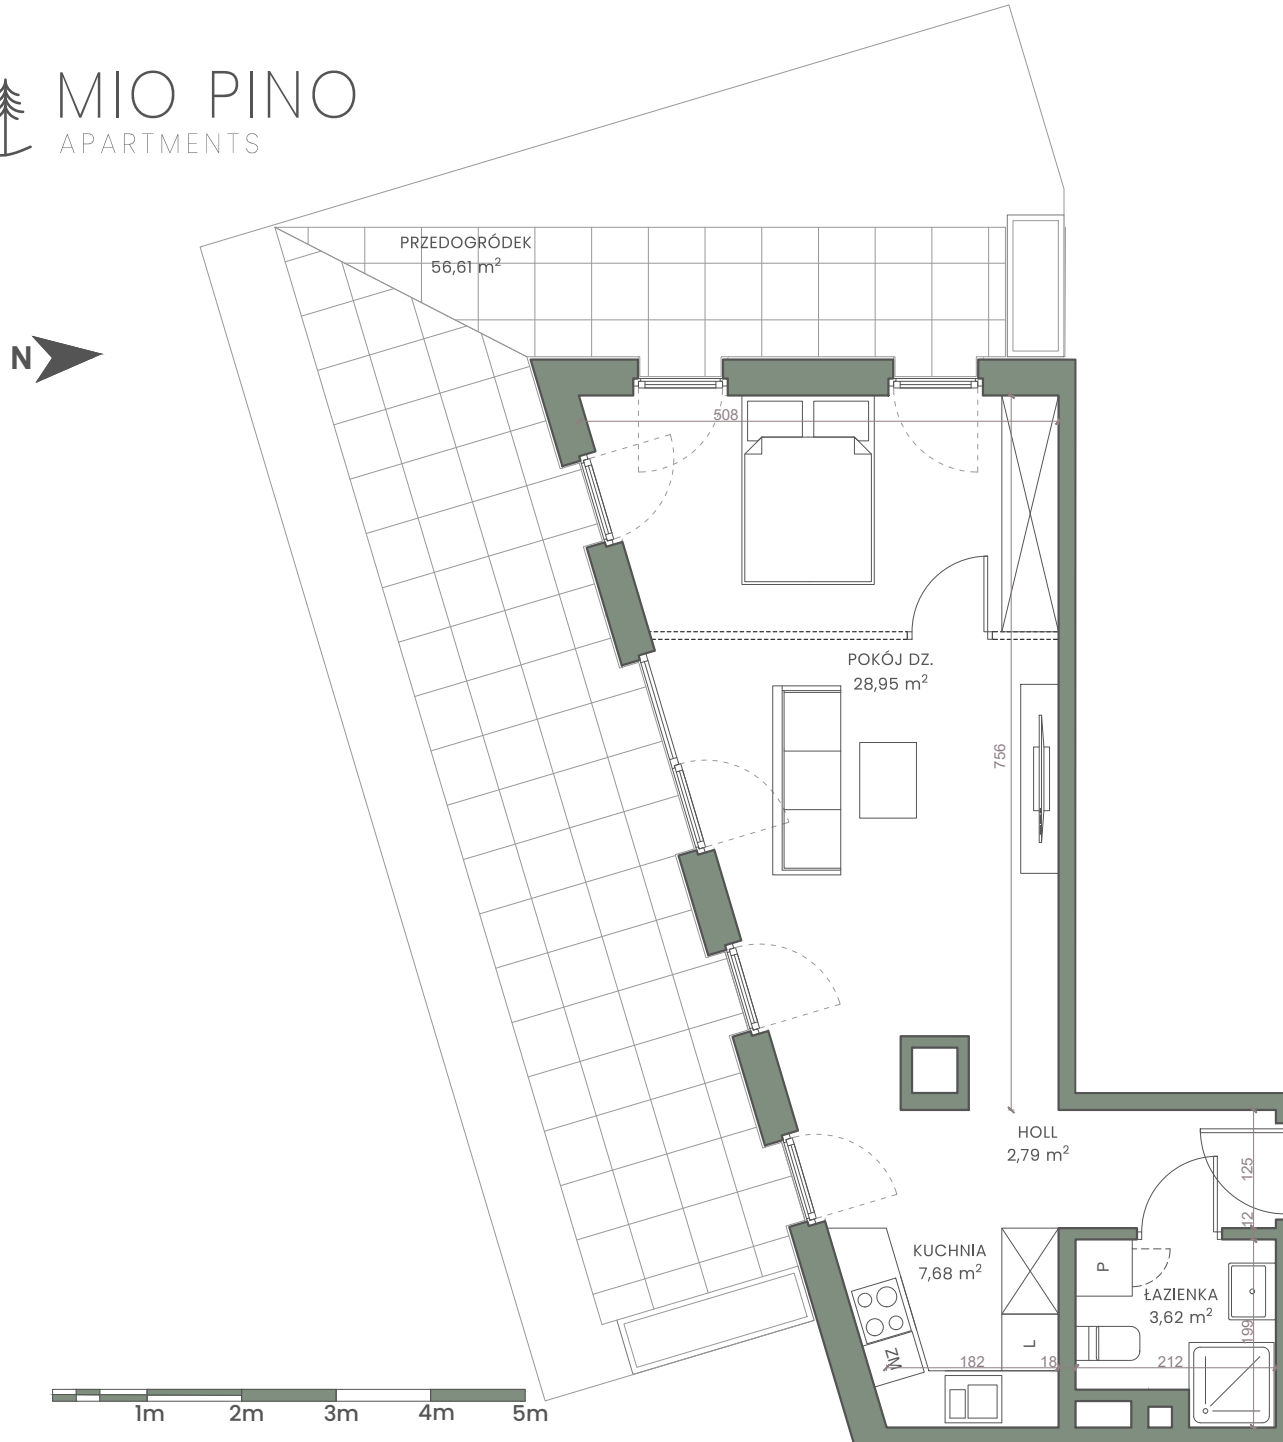 MIO PINO
APARTMENTS
PRZEDOGRÓDEK
56,61 m²
N
508
POKÓJ DZ.
28,95 m²
756
HOLL
2,79 m²
125
12
KUCHNIA
7,68 m²
P
ŁAZIENKA
3,62 m²
199
L
ZM
182
18
212
1m
2m
3m
4m
5m